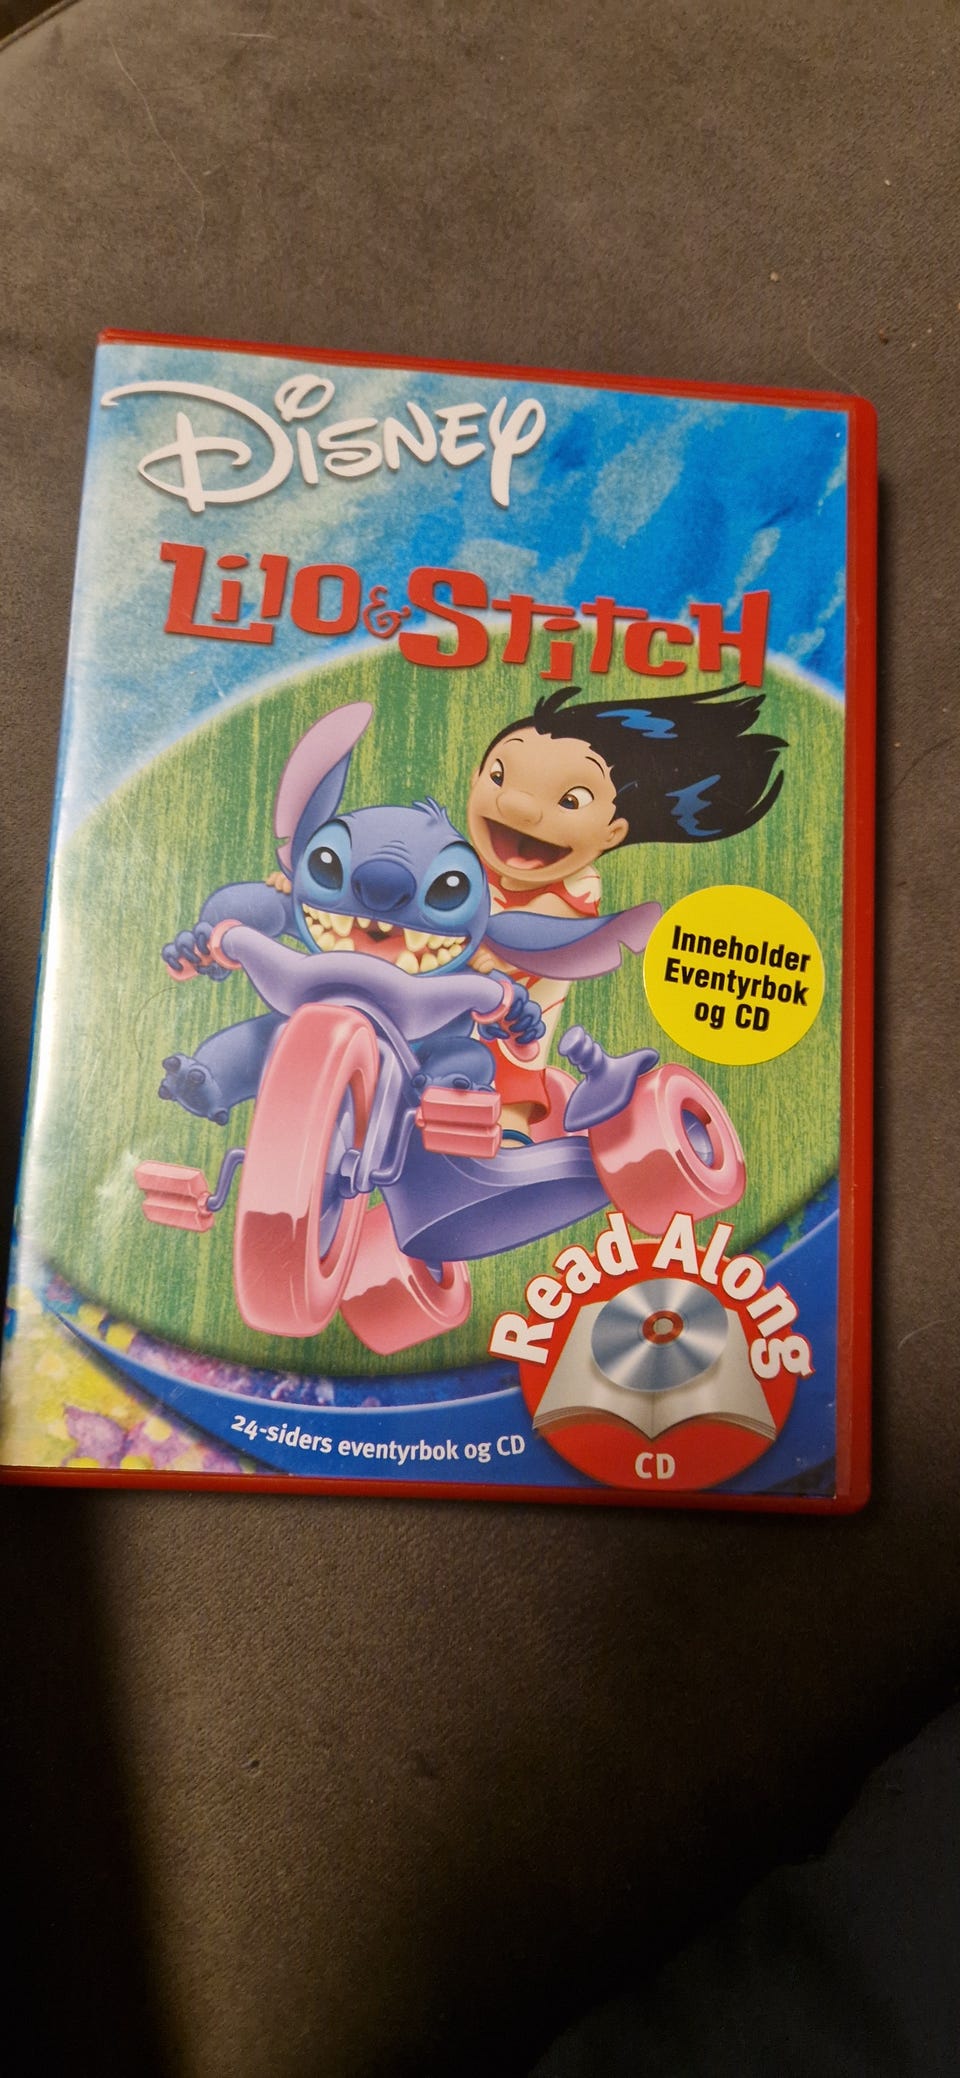 Disney
Lilo & Stitch
Inneholder
Eventyrbok
og CD
Read Along
CD
24-siders eventyrbok og CD